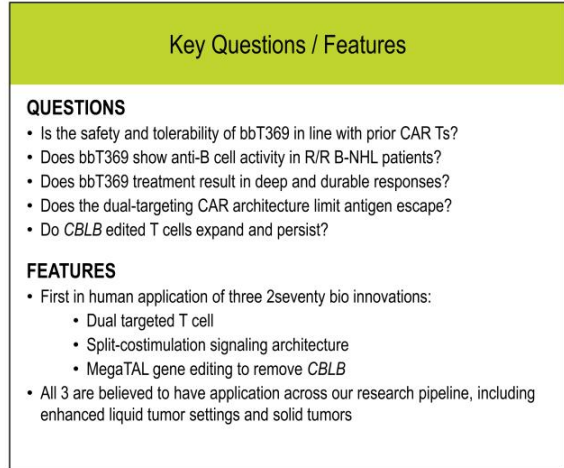 Key Questions / Features
QUESTIONS
• Is the safety and tolerability of bbT369 in line with prior CAR Ts?
• Does bbT369 show anti-B cell activity in R/R B-NHL patients?
• Does bbT369 treatment result in deep and durable responses?
• Does the dual-targeting CAR architecture limit antigen escape?
• Do CBLB edited T cells expand and persist?
FEATURES
• First in human application of three 2seventy bio innovations:
• Dual targeted T cell
• Split-costimulation signaling architecture
• MegaTAL gene editing to remove CBLB
• All 3 are believed to have application across our research pipeline, including
enhanced liquid tumor settings and solid tumors